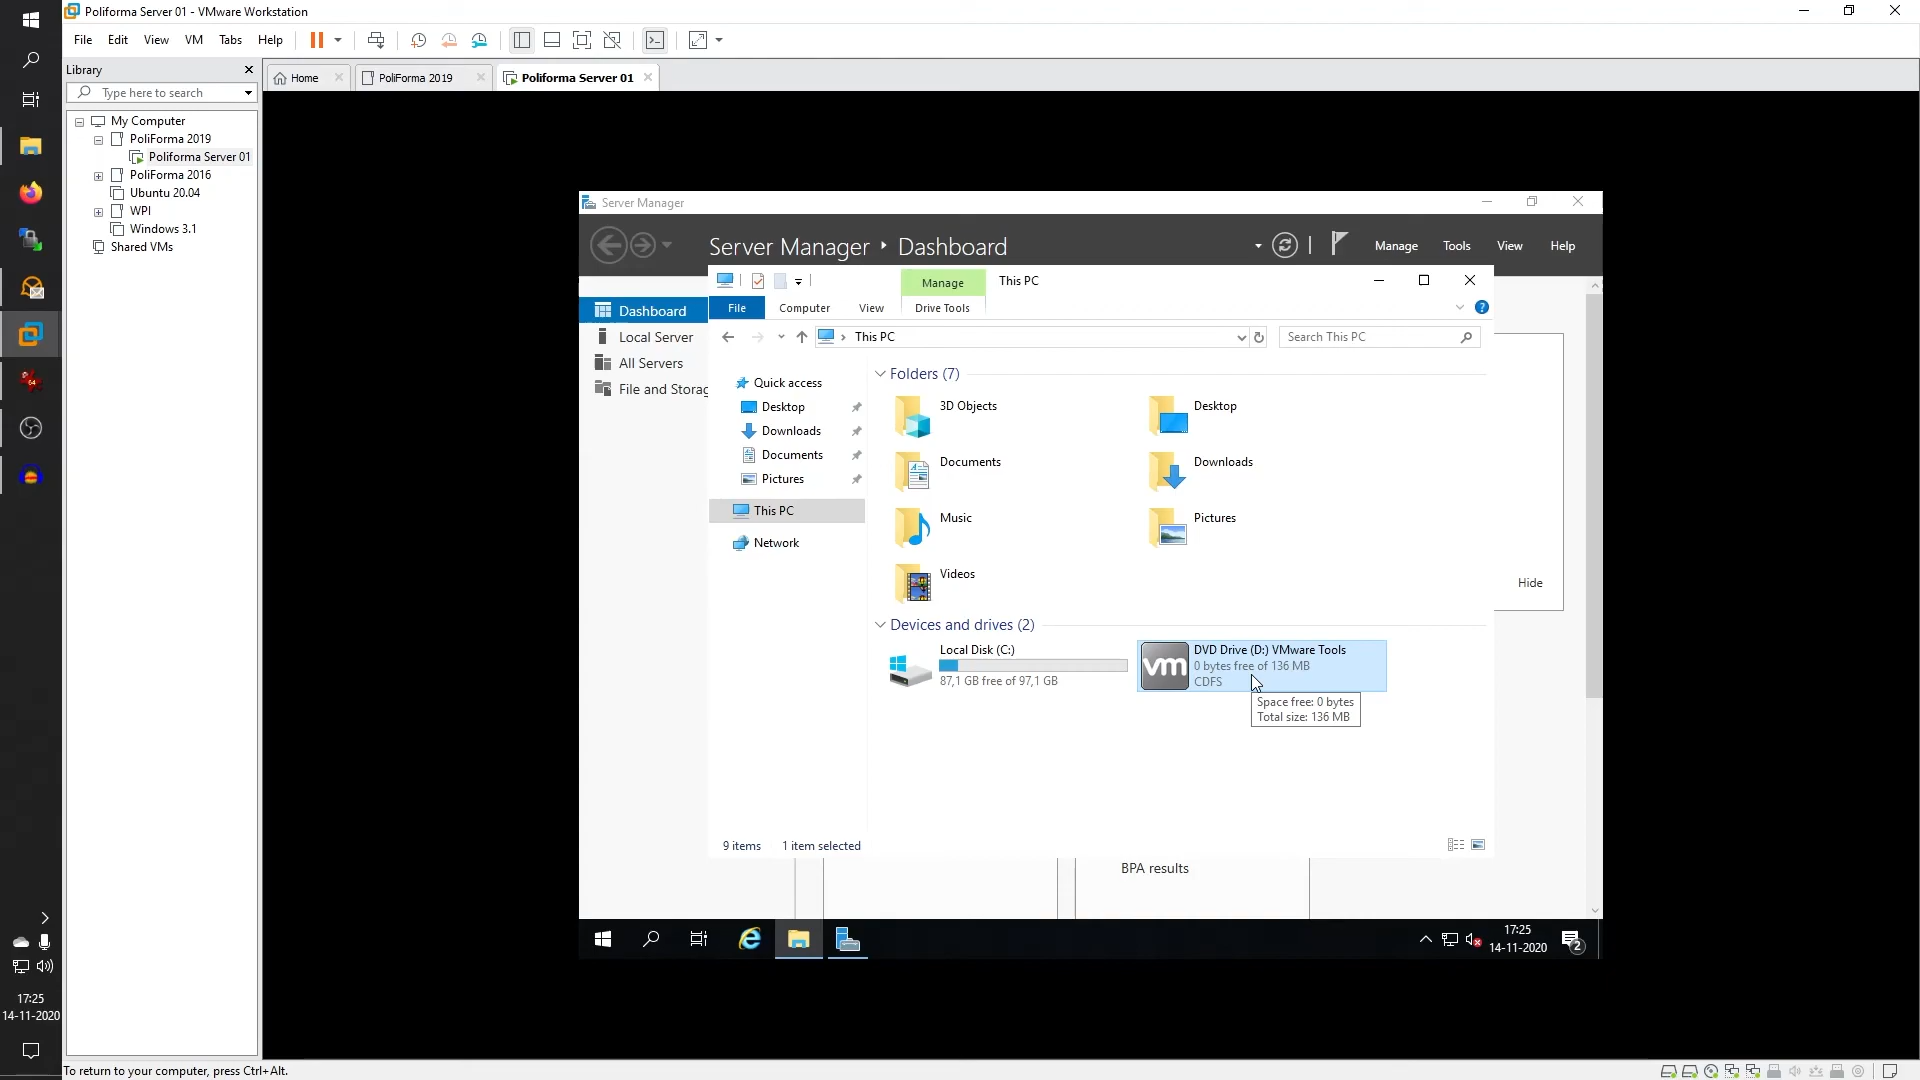 Poliforma Server 01 - VMware Workstation
File Edit View VM Tabs Help
Library
Type here to search
My Computer
PoliForma 2019
Poliforma Server 01
PoliForma 2016
Ubuntu 20.04
WPI
Windows 3.1
Shared VMs
Home
PoliForma 2019
Poliforma Server 01
Server Manager
Server Manager Dashboard
Manage Tools View Help
Dashboard
Local Server
All Servers
File and Storag
Manage
This PC
File Computer View Drive Tools
This PC
Search This PC
Quick access
Desktop
Downloads
Documents
Pictures
This PC
Network
Folders (7)
3D Objects
Desktop
Documents
Downloads
Music
Pictures
Videos
Devices and drives (2)
Local Disk (C:)
87,1 GB free of 97,1 GB
vm
DVD Drive (D:) VMware Tools
0 bytes free of 136 MB
CDFS
Space free: 0 bytes
Total size: 136 MB
9 items 1 item selected
Hide
BPA results
17:25
14-11-2020
2
64
17:25
14-11-2020
To return to your computer, press Ctrl+Alt.